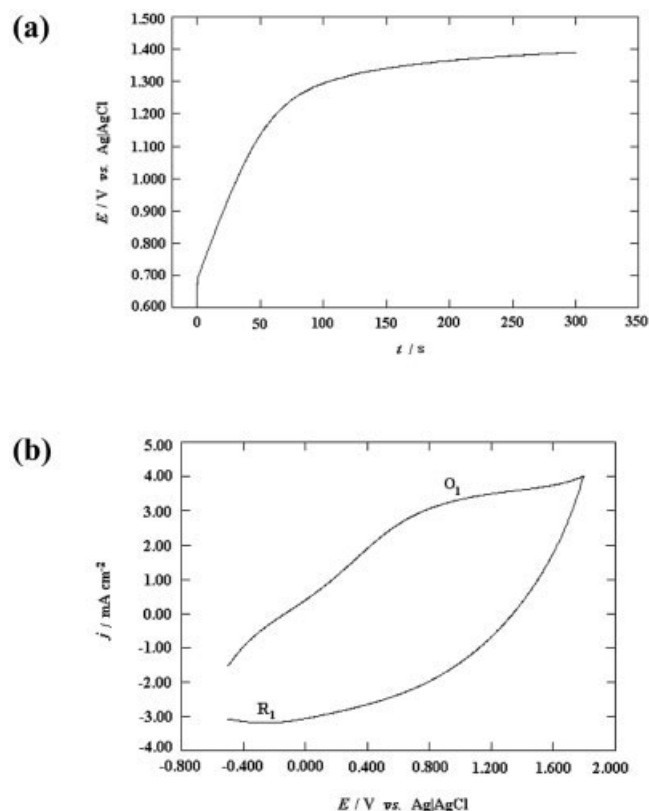 (a)
1.500
1.400
1.300
1.200
1.100
1.000
0.900
0.800
0.700
0.600
E / V vs. Ag|AgCl
0 50 100 150 200 250 300 350
t / s
(b)
5.00
4.00
3.00
2.00
1.00
0.00
-1.00
-2.00
-3.00
-4.00
j / mA cm⁻²
O₁
R₁
-0.800 -0.400 0.000 0.400 0.800 1.200 1.600 2.000
E / V vs. Ag|AgCl